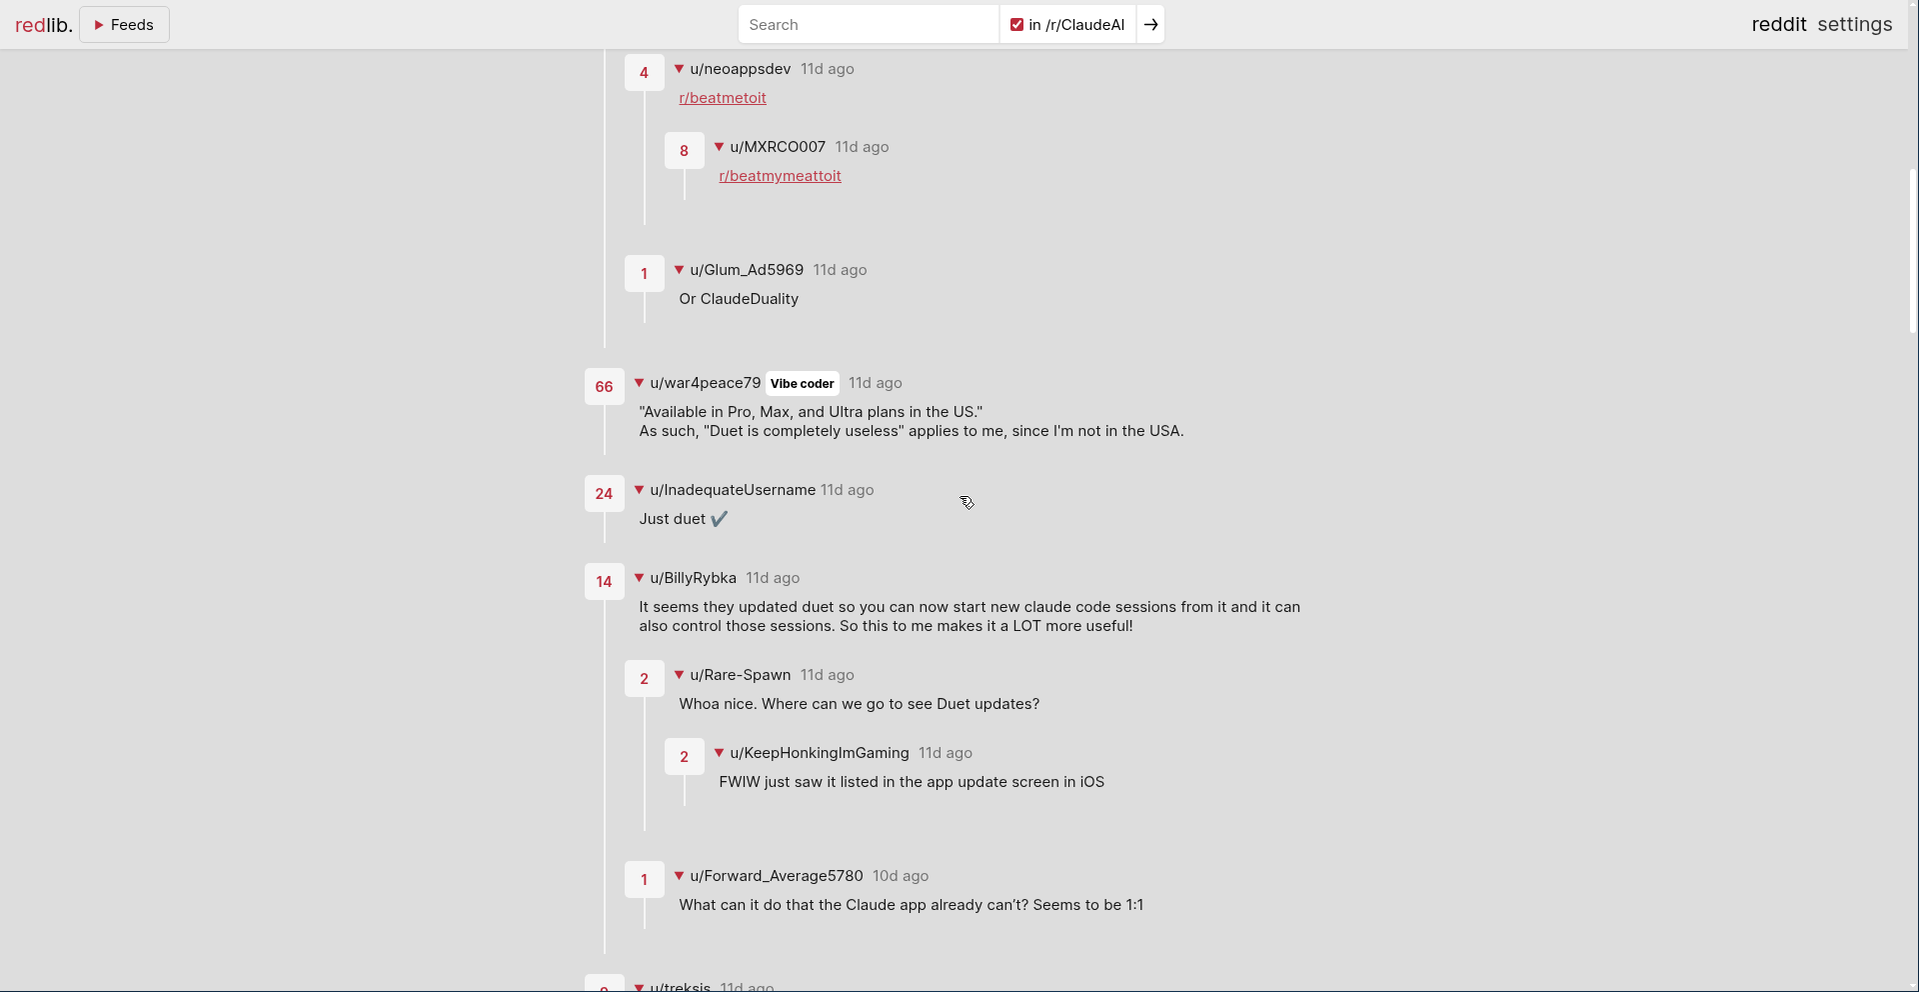 redlib. Feeds Search in /r/ClaudeAI → reddit settings
4 u/neoappsdev 11d ago
r/beatmetoit
8 u/MXRCO007 11d ago
r/beatmymeattoit
1 u/Glum_Ad5969 11d ago
Or ClaudeDuality
66 u/war4peace79 Vibe coder 11d ago
"Available in Pro, Max, and Ultra plans in the US."
As such, "Duet is completely useless" applies to me, since I'm not in the USA.
24 u/InadequateUsername 11d ago
Just duet ✔️
14 u/BillyRybka 11d ago
It seems they updated duet so you can now start new claude code sessions from it and it can
also control those sessions. So this to me makes it a LOT more useful!
2 u/Rare-Spawn 11d ago
Whoa nice. Where can we go to see Duet updates?
2 u/KeepHonkingImGaming 11d ago
FWIW just saw it listed in the app update screen in iOS
1 u/Forward_Average5780 10d ago
What can it do that the Claude app already can’t? Seems to be 1:1
u/treksis 11d ago